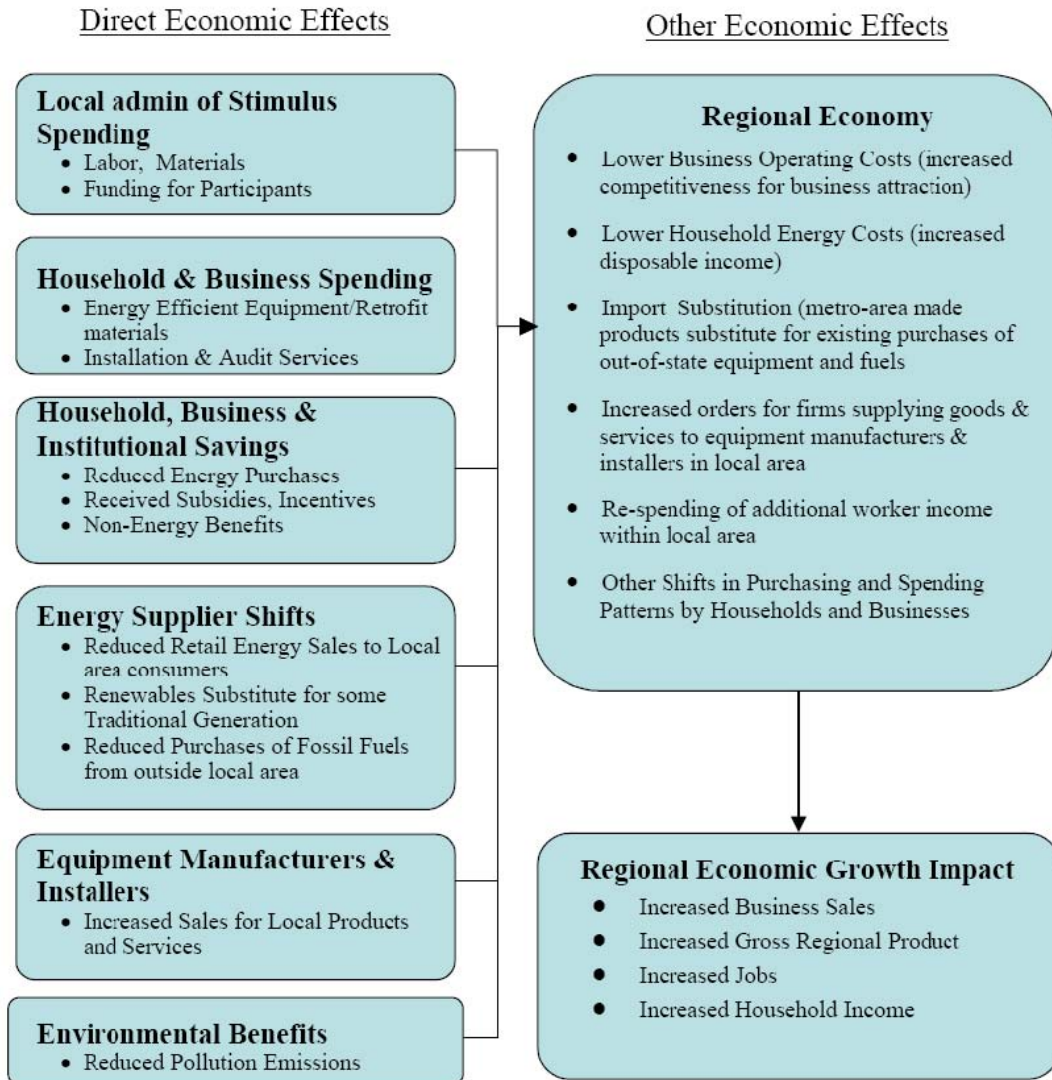 Direct Economic Effects
Local admin of Stimulus
Spending
• Labor, Materials
• Funding for Participants
Household & Business Spending
• Energy Efficient Equipment/Retrofit
materials
• Installation & Audit Services
Household, Business &
Institutional Savings
• Reduced Energy Purchases
• Received Subsidies, Incentives
• Non-Energy Benefits
Energy Supplier Shifts
• Reduced Retail Energy Sales to Local
area consumers
• Renewables Substitute for some
Traditional Generation
• Reduced Purchases of Fossil Fuels
from outside local area
Equipment Manufacturers &
Installers
• Increased Sales for Local Products
and Services
Environmental Benefits
• Reduced Pollution Emissions
Other Economic Effects
Regional Economy
• Lower Business Operating Costs (increased
competitiveness for business attraction)
• Lower Household Energy Costs (increased
disposable income)
• Import Substitution (metro-area made
products substitute for existing purchases of
out-of-state equipment and fuels
• Increased orders for firms supplying goods &
services to equipment manufacturers &
installers in local area
• Re-spending of additional worker income
within local area
• Other Shifts in Purchasing and Spending
Patterns by Households and Businesses
Regional Economic Growth Impact
• Increased Business Sales
• Increased Gross Regional Product
• Increased Jobs
• Increased Household Income